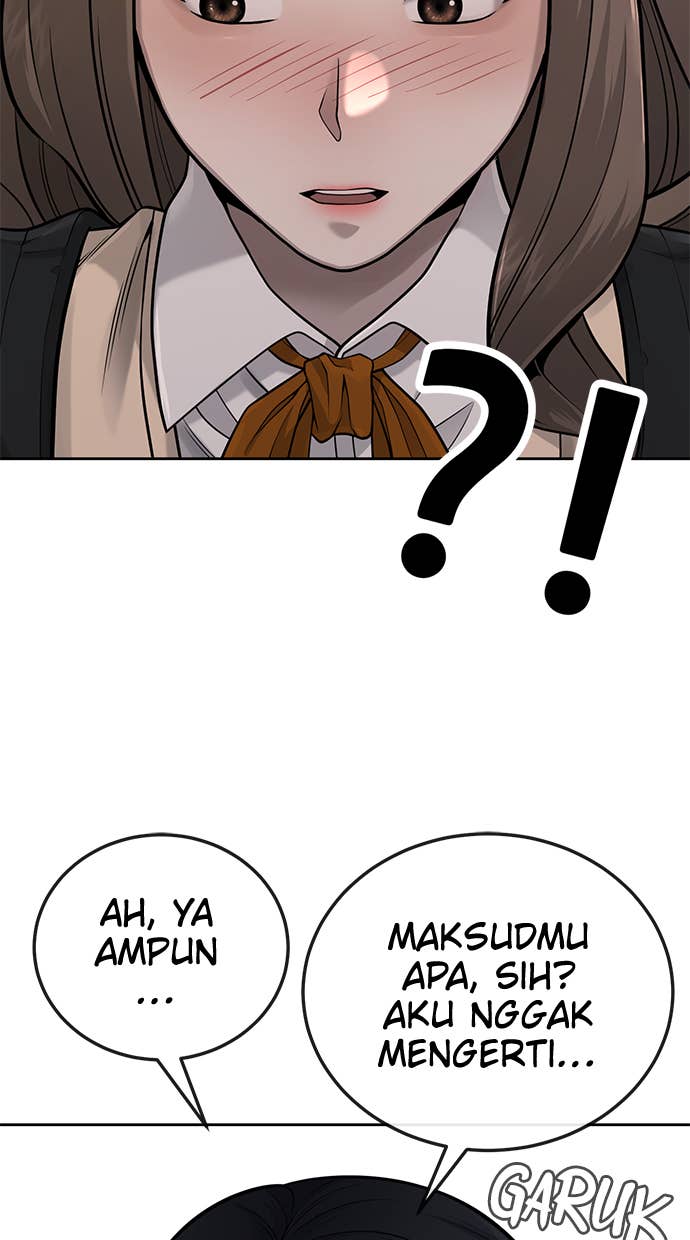 ?!
AH, YA
AMPUN
...
MAKSUDMU
APA, SIH?
AKU NGGAK
MENGERTI...
GARUK